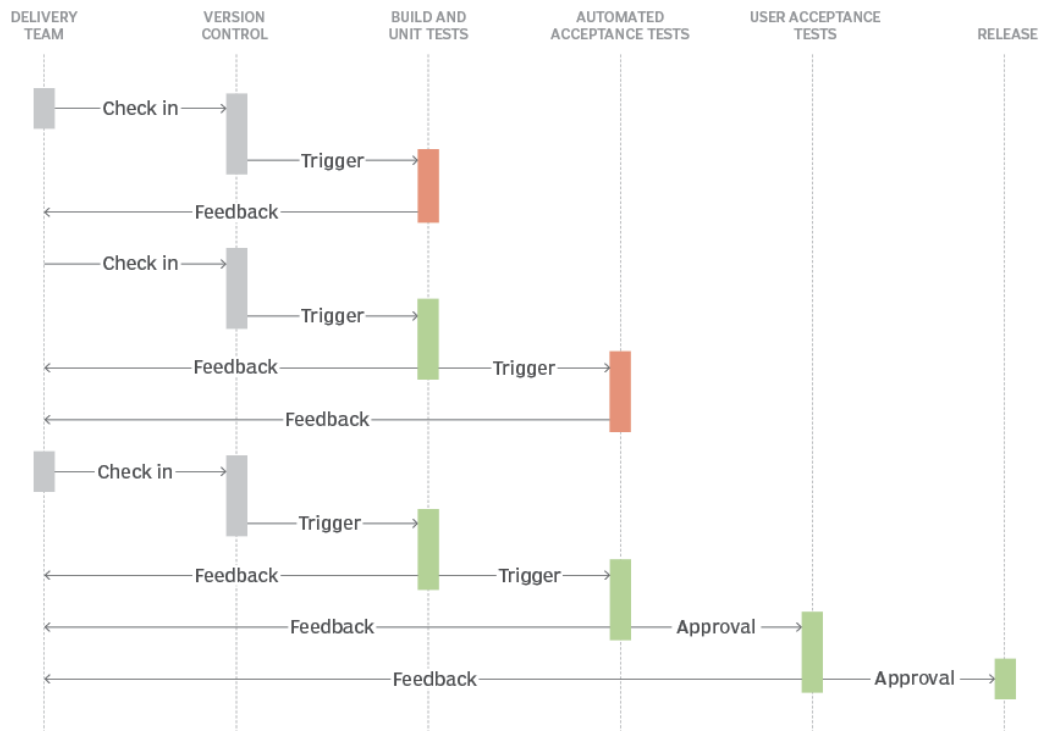 DELIVERY TEAM
VERSION CONTROL
BUILD AND UNIT TESTS
AUTOMATED ACCEPTANCE TESTS
USER ACCEPTANCE TESTS
RELEASE
Check in
Trigger
Feedback
Check in
Trigger
Feedback
Trigger
Feedback
Check in
Trigger
Feedback
Trigger
Feedback
Approval
Feedback
Approval